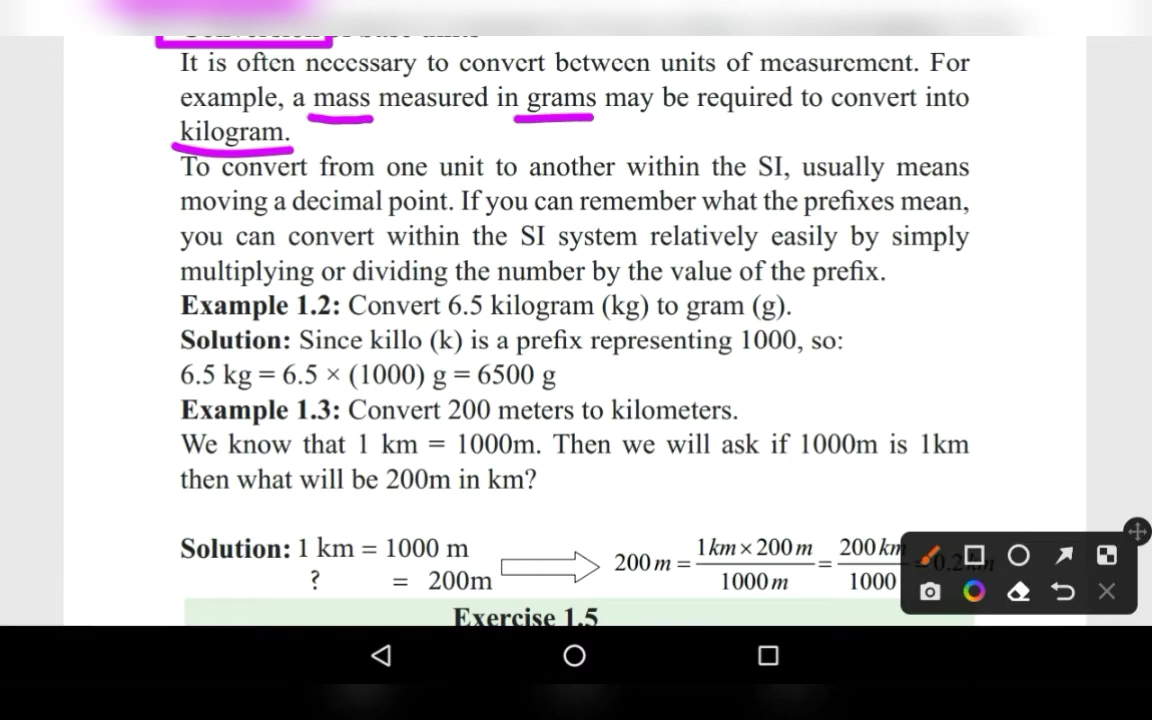 It is often necessary to convert between units of measurement. For
example, a mass measured in grams may be required to convert into
kilogram.
To convert from one unit to another within the SI, usually means
moving a decimal point. If you can remember what the prefixes mean,
you can convert within the SI system relatively easily by simply
multiplying or dividing the number by the value of the prefix.
Example 1.2: Convert 6.5 kilogram (kg) to gram (g).
Solution: Since killo (k) is a prefix representing 1000, so:
6.5 kg = 6.5 × (1000) g = 6500 g
Example 1.3: Convert 200 meters to kilometers.
We know that 1 km = 1000m. Then we will ask if 1000m is 1km
then what will be 200m in km?
Solution: 1 km = 1000 m
? = 200m
200 m = 1km × 200 m / 1000 m = 200 km / 1000
Exercise 1.5